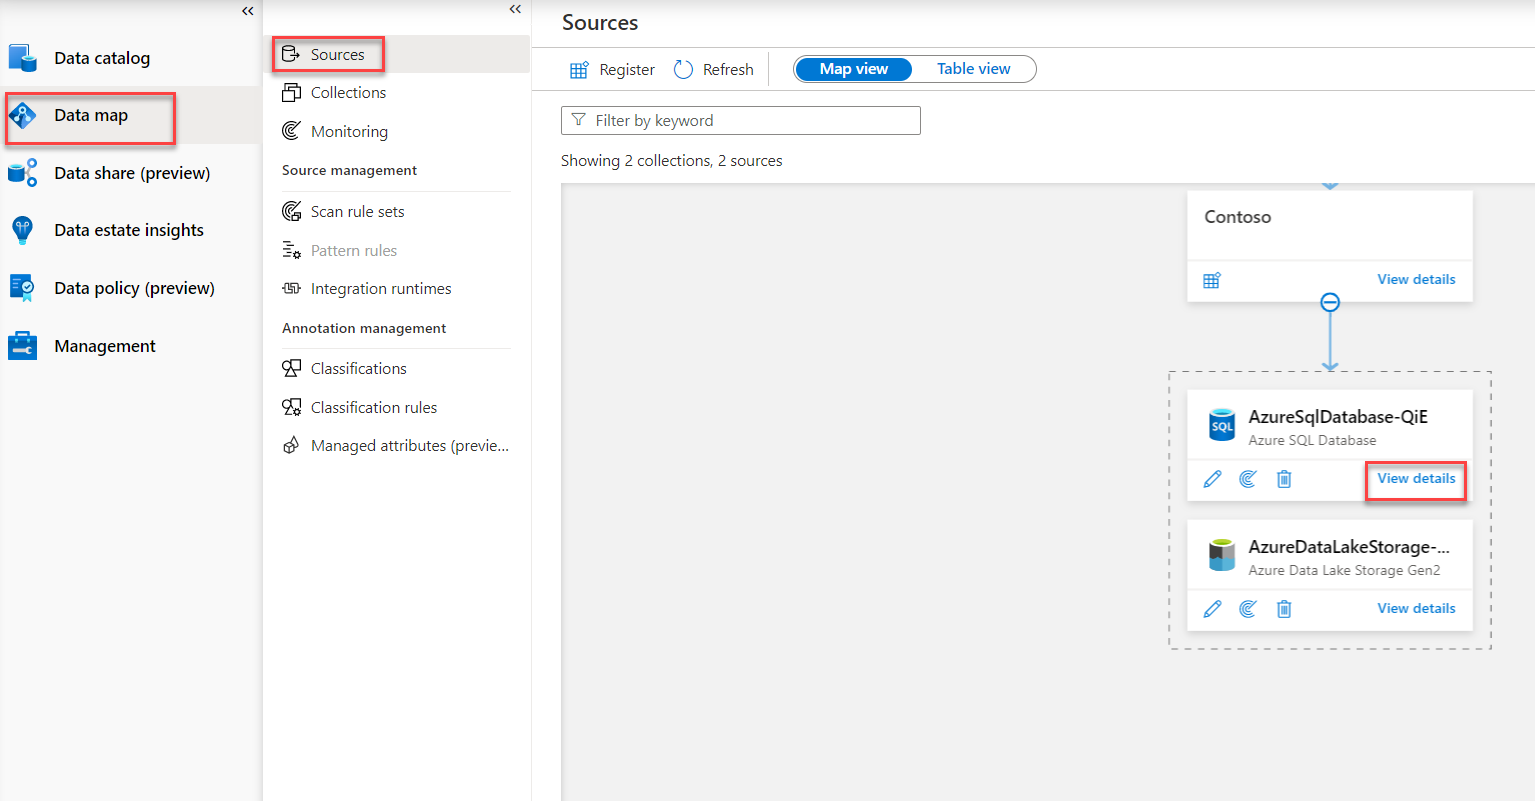 Data catalog
Data map
Data share (preview)
Data estate insights
Data policy (preview)
Management
Sources
Collections
Monitoring
Source management
Scan rule sets
Pattern rules
Integration runtimes
Annotation management
Classifications
Classification rules
Managed attributes (previe...
Sources
Register
Refresh
Map view
Table view
Filter by keyword
Showing 2 collections, 2 sources
Contoso
View details
SQL
AzureSqlDatabase-QiE
Azure SQL Database
View details
AzureDataLakeStorage-...
Azure Data Lake Storage Gen2
View details